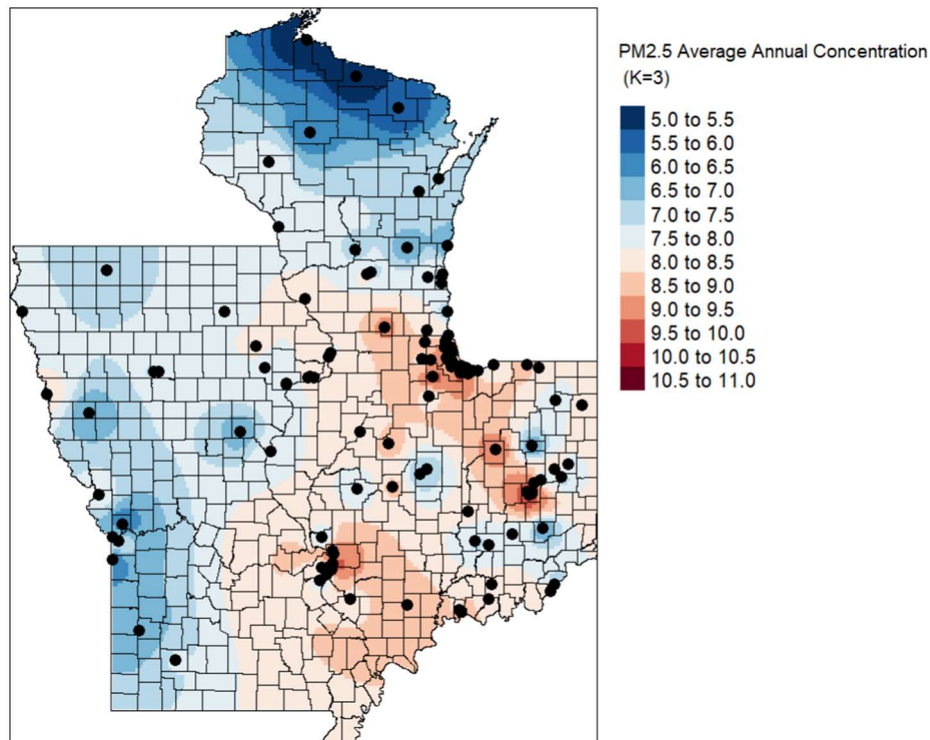 PM2.5 Average Annual Concentration
(K=3)
5.0 to 5.5
5.5 to 6.0
6.0 to 6.5
6.5 to 7.0
7.0 to 7.5
7.5 to 8.0
8.0 to 8.5
8.5 to 9.0
9.0 to 9.5
9.5 to 10.0
10.0 to 10.5
10.5 to 11.0